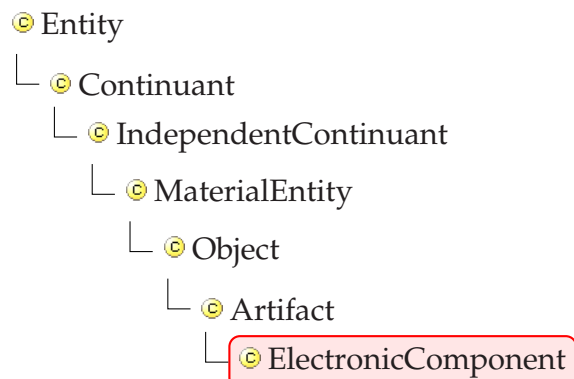 Entity
Continuant
IndependentContinuant
MaterialEntity
Object
Artifact
ElectronicComponent